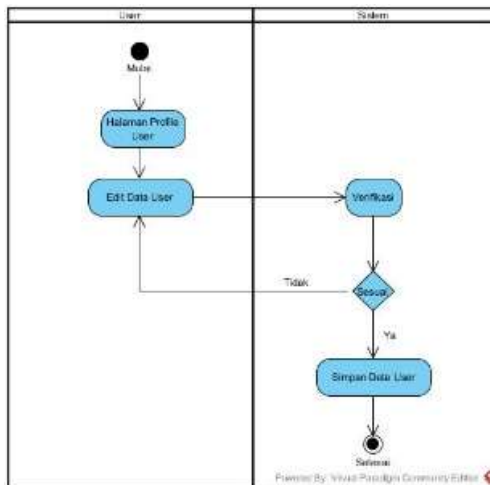 User
Sistem
Mulai
Halaman Profile
User
Edit Data User
Verifikasi
Tidak
Sesuai
Ya
Simpan Data User
Selesai
Powered By Visual Paradigm Community Edition